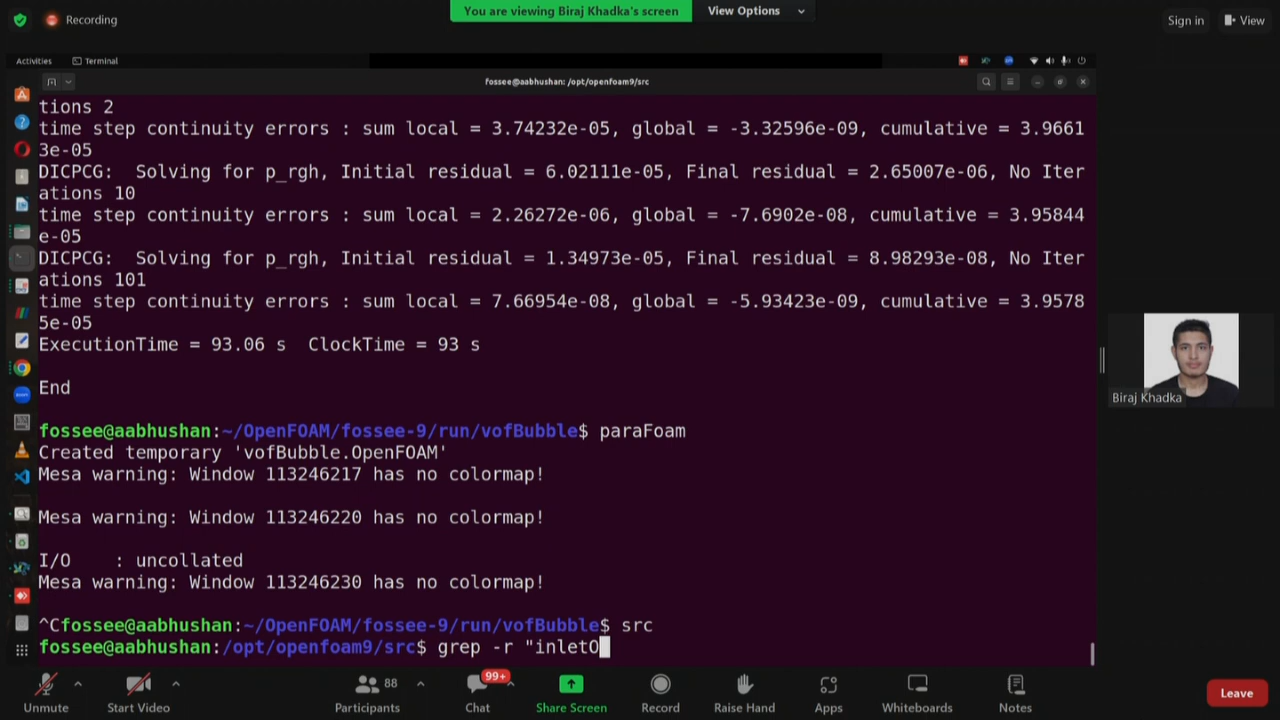 Recording
You are viewing Biraj Khadka's screen
View Options
Sign in
View
Activities
Terminal
fossee@aabhushan: /opt/openfoam9/src
tions 2
time step continuity errors : sum local = 3.74232e-05, global = -3.32596e-09, cumulative = 3.9661
3e-05
DICPCG:  Solving for p_rgh, Initial residual = 6.02111e-05, Final residual = 2.65007e-06, No Iter
ations 10
time step continuity errors : sum local = 2.26272e-06, global = -7.6902e-08, cumulative = 3.95844
e-05
DICPCG:  Solving for p_rgh, Initial residual = 1.34973e-05, Final residual = 8.98293e-08, No Iter
ations 101
time step continuity errors : sum local = 7.66954e-08, global = -5.93423e-09, cumulative = 3.9578
5e-05
ExecutionTime = 93.06 s  ClockTime = 93 s
End
fossee@aabhushan:~/OpenFOAM/fossee-9/run/vofBubble$ paraFoam
Created temporary 'vofBubble.OpenFOAM'
Mesa warning: Window 113246217 has no colormap!
Mesa warning: Window 113246220 has no colormap!
I/O    : uncollated
Mesa warning: Window 113246230 has no colormap!
^Cfossee@aabhushan:~/OpenFOAM/fossee-9/run/vofBubble$ src
fossee@aabhushan:/opt/openfoam9/src$ grep -r "inletO
Biraj Khadka
Unmute
Start Video
88
Participants
99+
Chat
Share Screen
Record
Raise Hand
Apps
Whiteboards
Notes
Leave